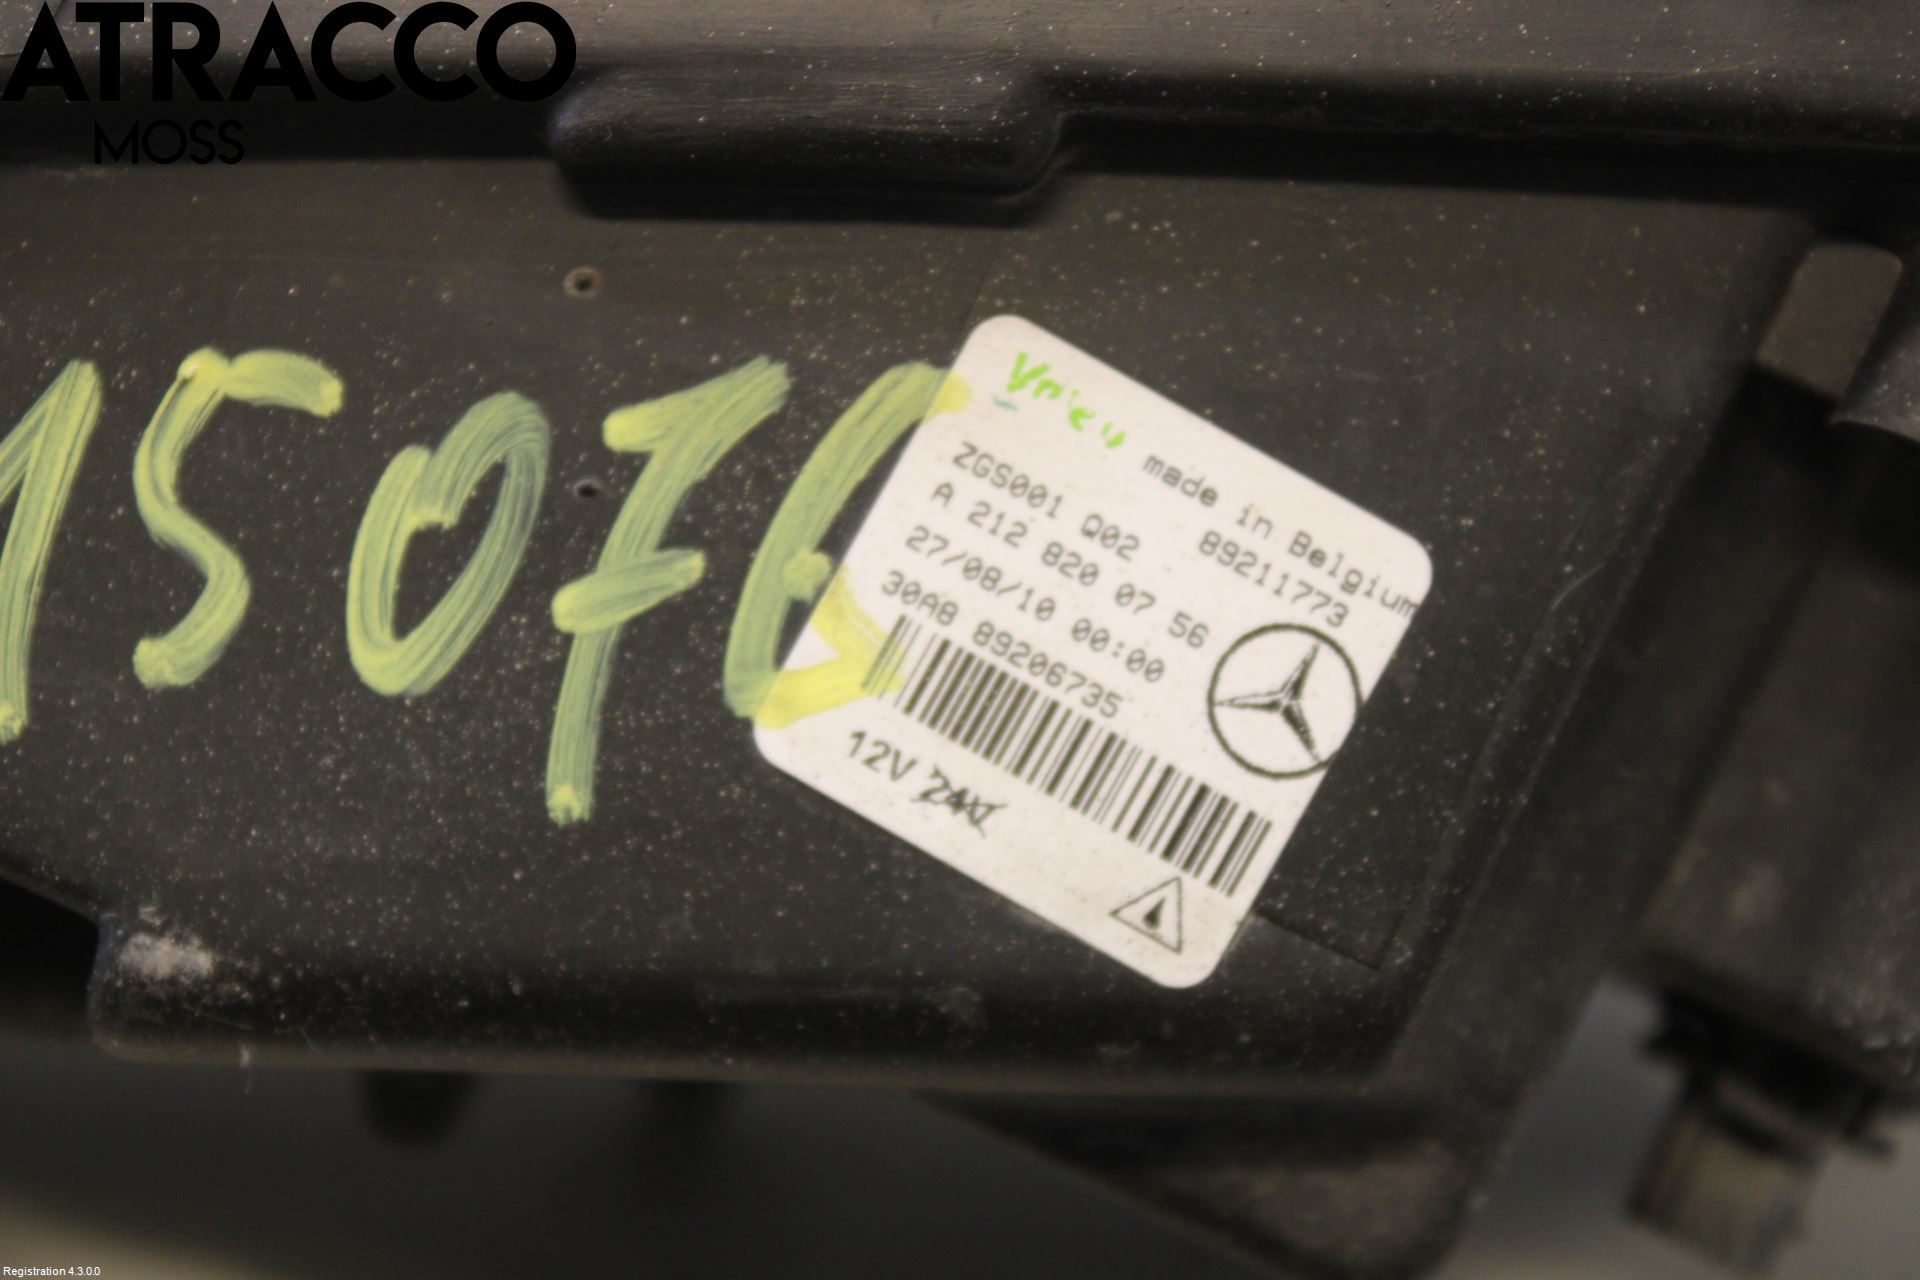 ATRACCO
MOSS
15076
made in Belgium
ZGS001 Q02 89211773
A 212 820 07 56
27/08/10 00:00
30A8 89206735
12V 24V
Registration 4.3.0.0